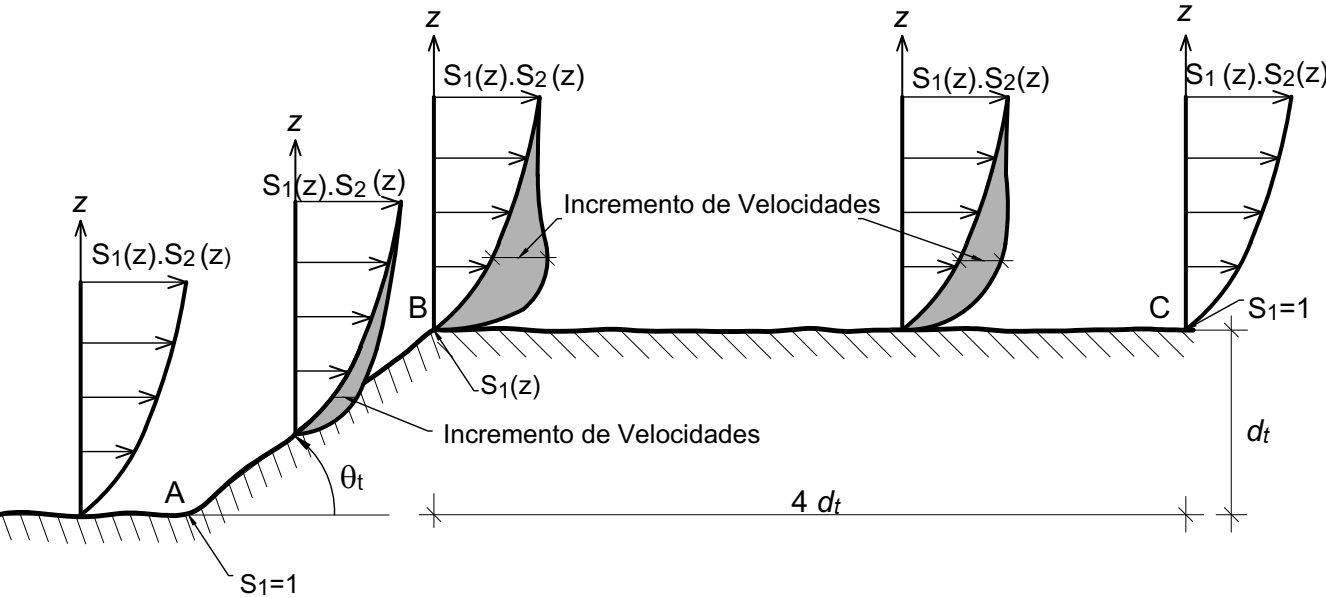 z
z
z
S1(z).S2(z)
S1(z).S2(z)
S1 (z).S2(z)
z
S1(z).S2 (z)
z
Incremento de Velocidades
S1(z).S2 (z)
B
C
S1=1
S1(z)
Incremento de Velocidades
dt
θt
A
4 dt
S1=1